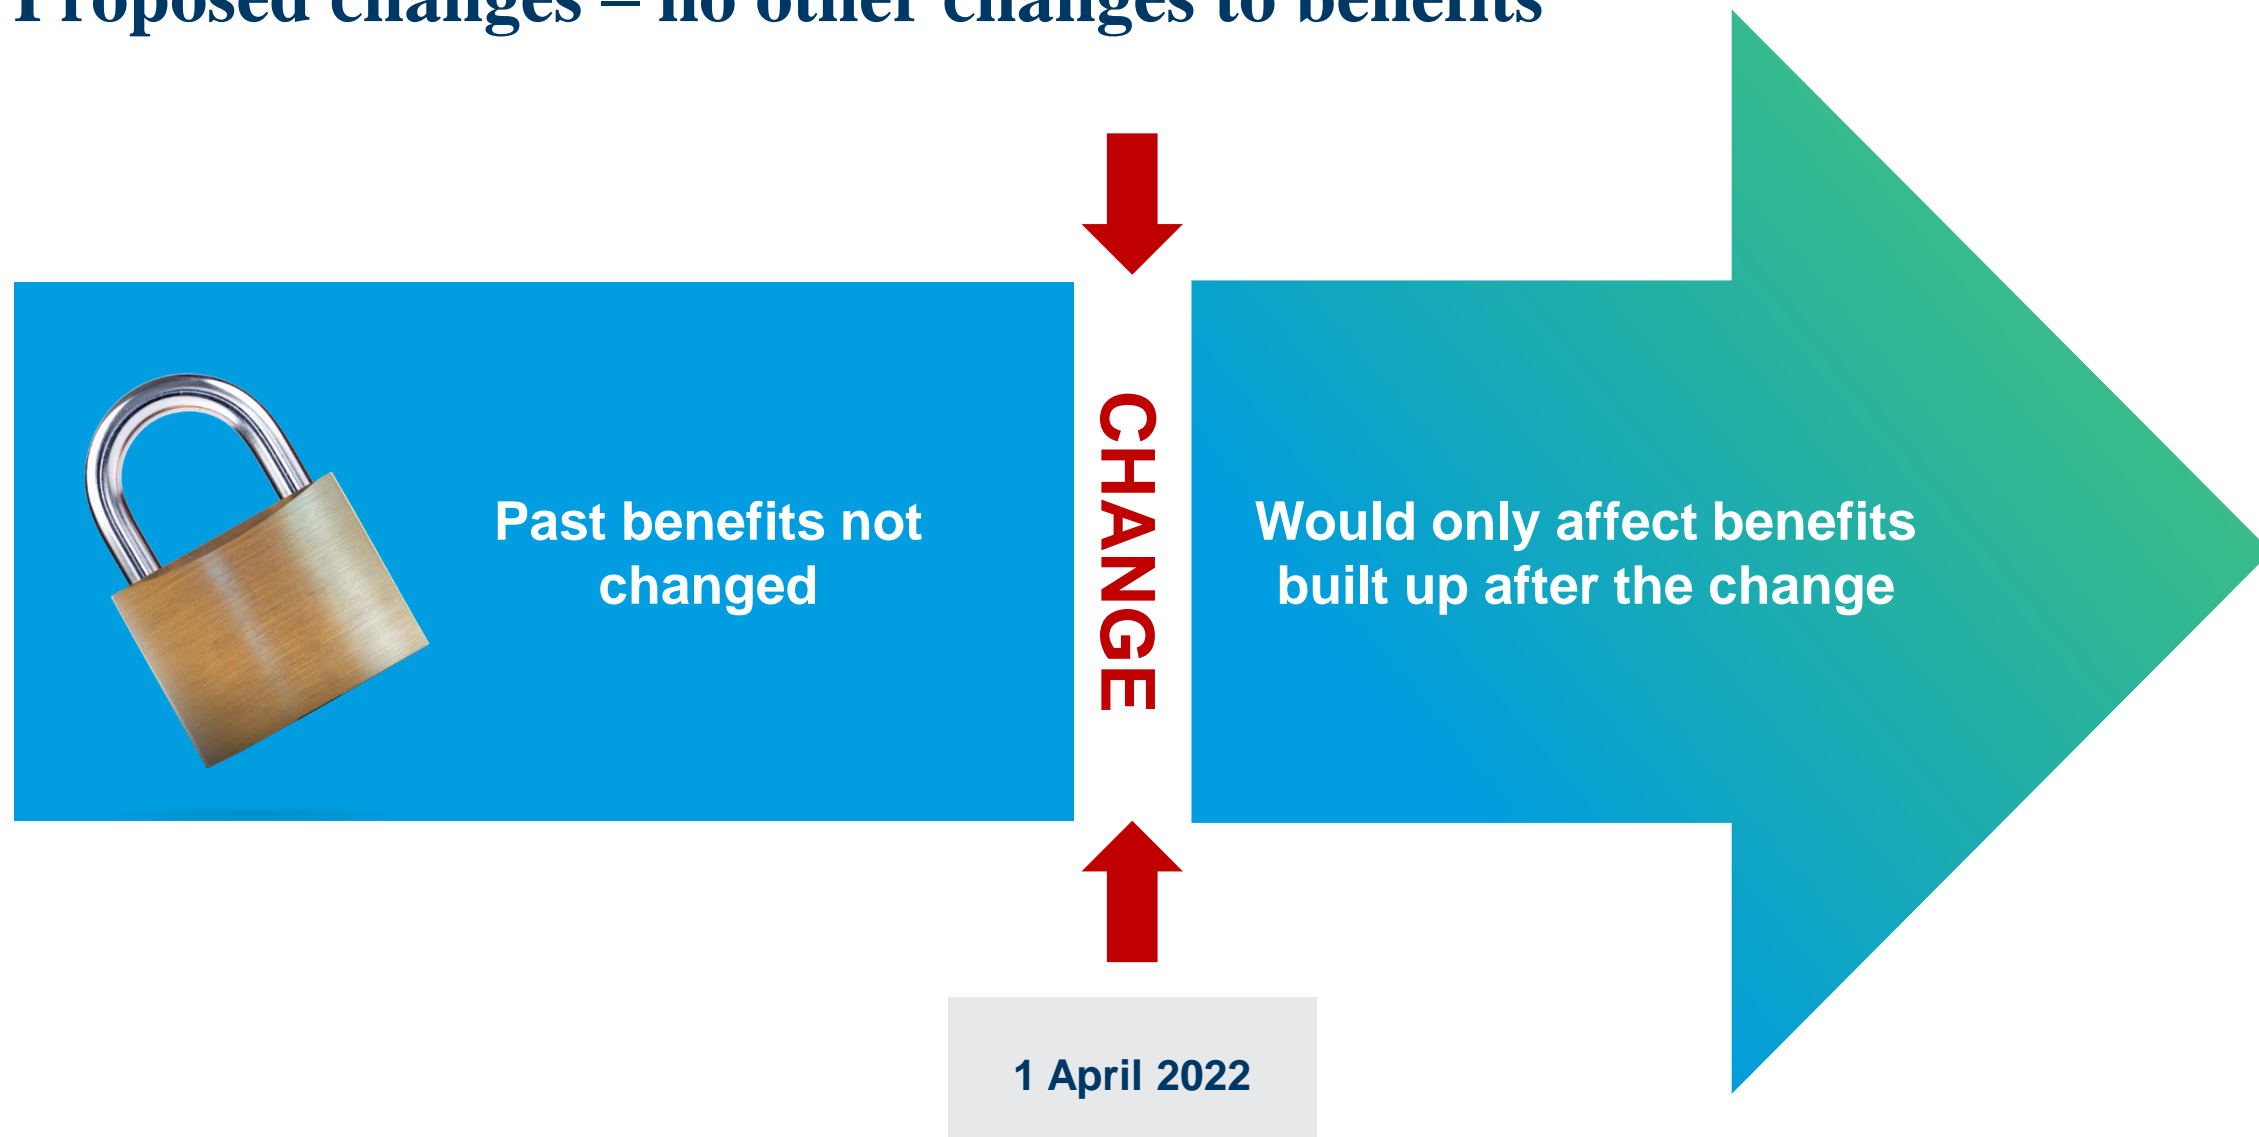 Proposed changes – no other changes to benefits
CHANGE
Past benefits not
changed
Would only affect benefits
built up after the change
1 April 2022